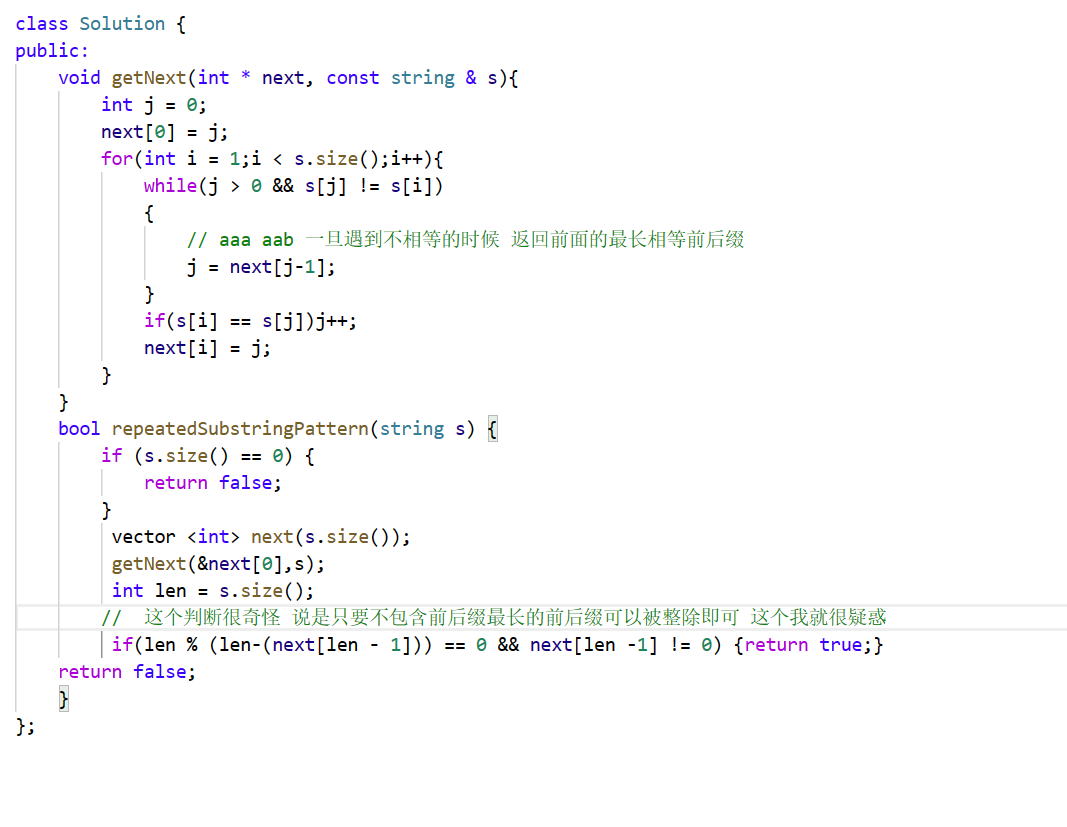 class Solution {
public:
    void getNext(int * next, const string & s){
        int j = 0;
        next[0] = j;
        for(int i = 1;i < s.size();i++){
            while(j > 0 && s[j] != s[i])
            {
                // aaa aab 一旦遇到不相等的时候 返回前面的最长相等前后缀
                j = next[j-1];
            }
            if(s[i] == s[j])j++;
            next[i] = j;
        }
    }
    bool repeatedSubstringPattern(string s) {
        if (s.size() == 0) {
            return false;
        }
         vector <int> next(s.size());
         getNext(&next[0],s);
         int len = s.size();
        //  这个判断很奇怪 说是只要不包含前后缀最长的前后缀可以被整除即可 这个我就很疑惑
         if(len % (len-(next[len - 1])) == 0 && next[len -1] != 0) {return true;}
    return false;
    }
};